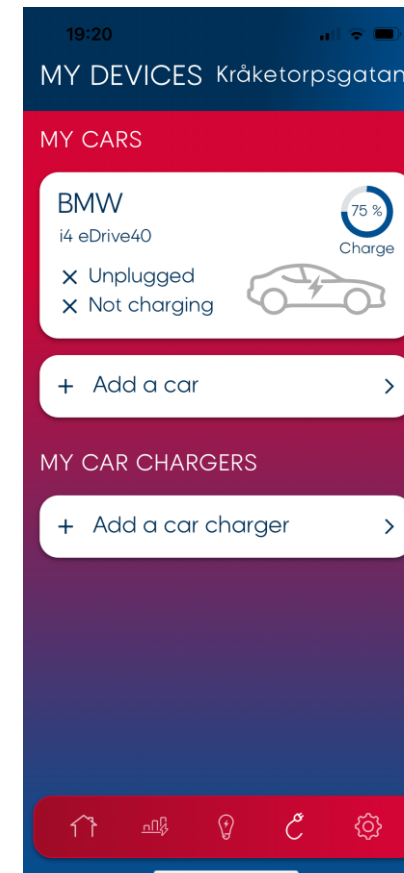 19:20
MY DEVICES Kråketorpsgatan
MY CARS
BMW
75 %
i4 eDrive40
Charge
Unplugged
Not charging
+ Add a car
MY CAR CHARGERS
+ Add a car charger